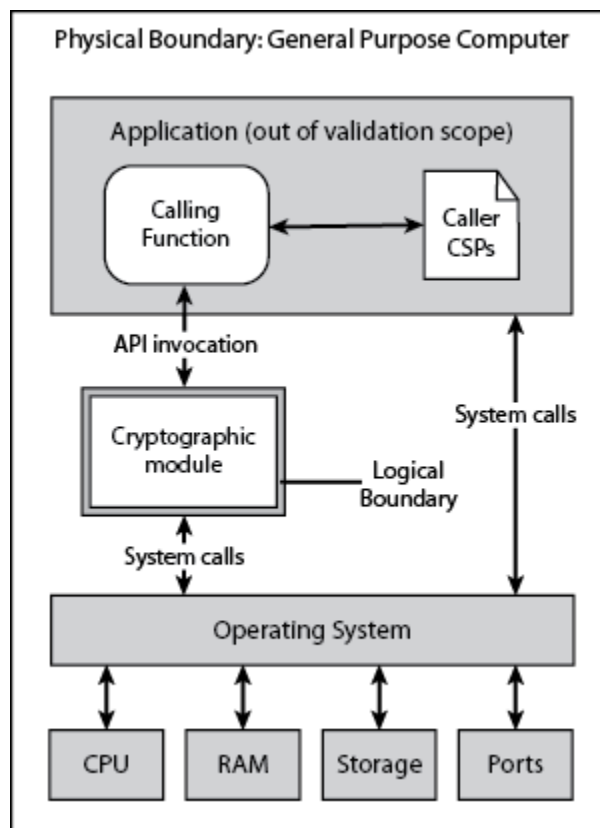 Physical Boundary: General Purpose Computer
Application (out of validation scope)
Calling
Function
Caller
CSPs
API invocation
System calls
Cryptographic
module
Logical
Boundary
System calls
Operating System
CPU
RAM
Storage
Ports